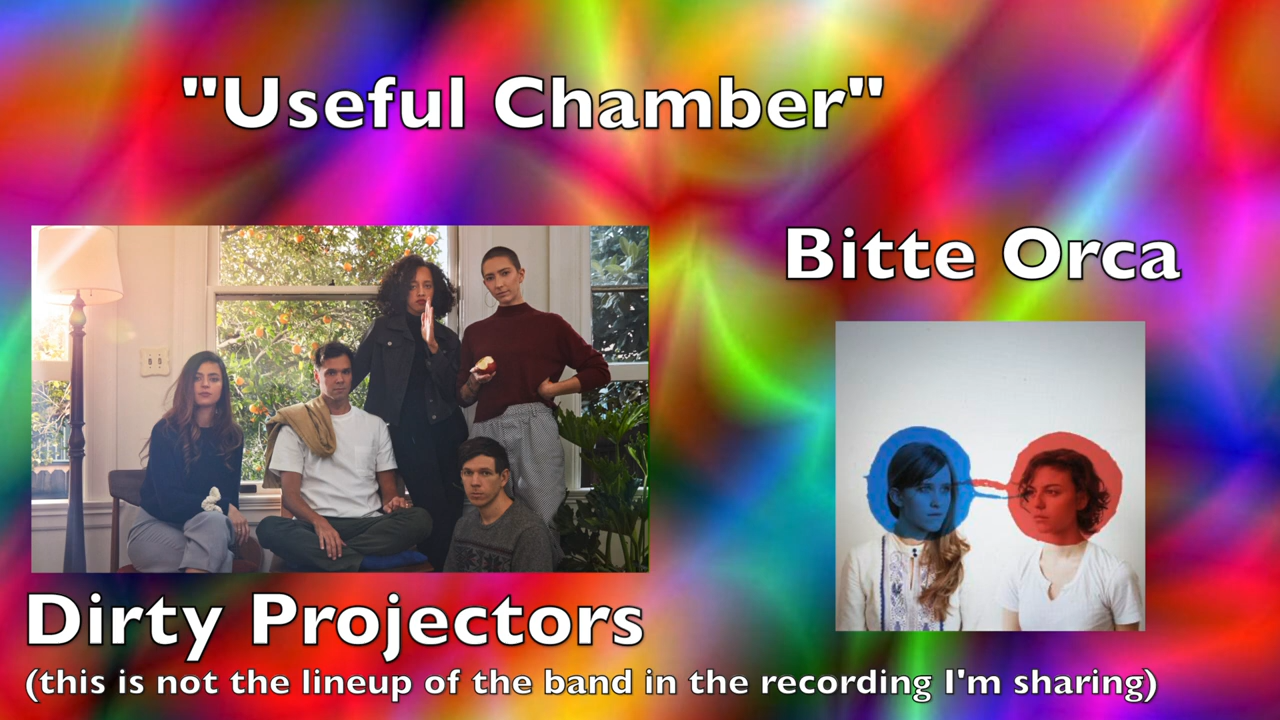 "Useful Chamber"
Bitte Orca
Dirty Projectors
(this is not the lineup of the band in the recording I'm sharing)